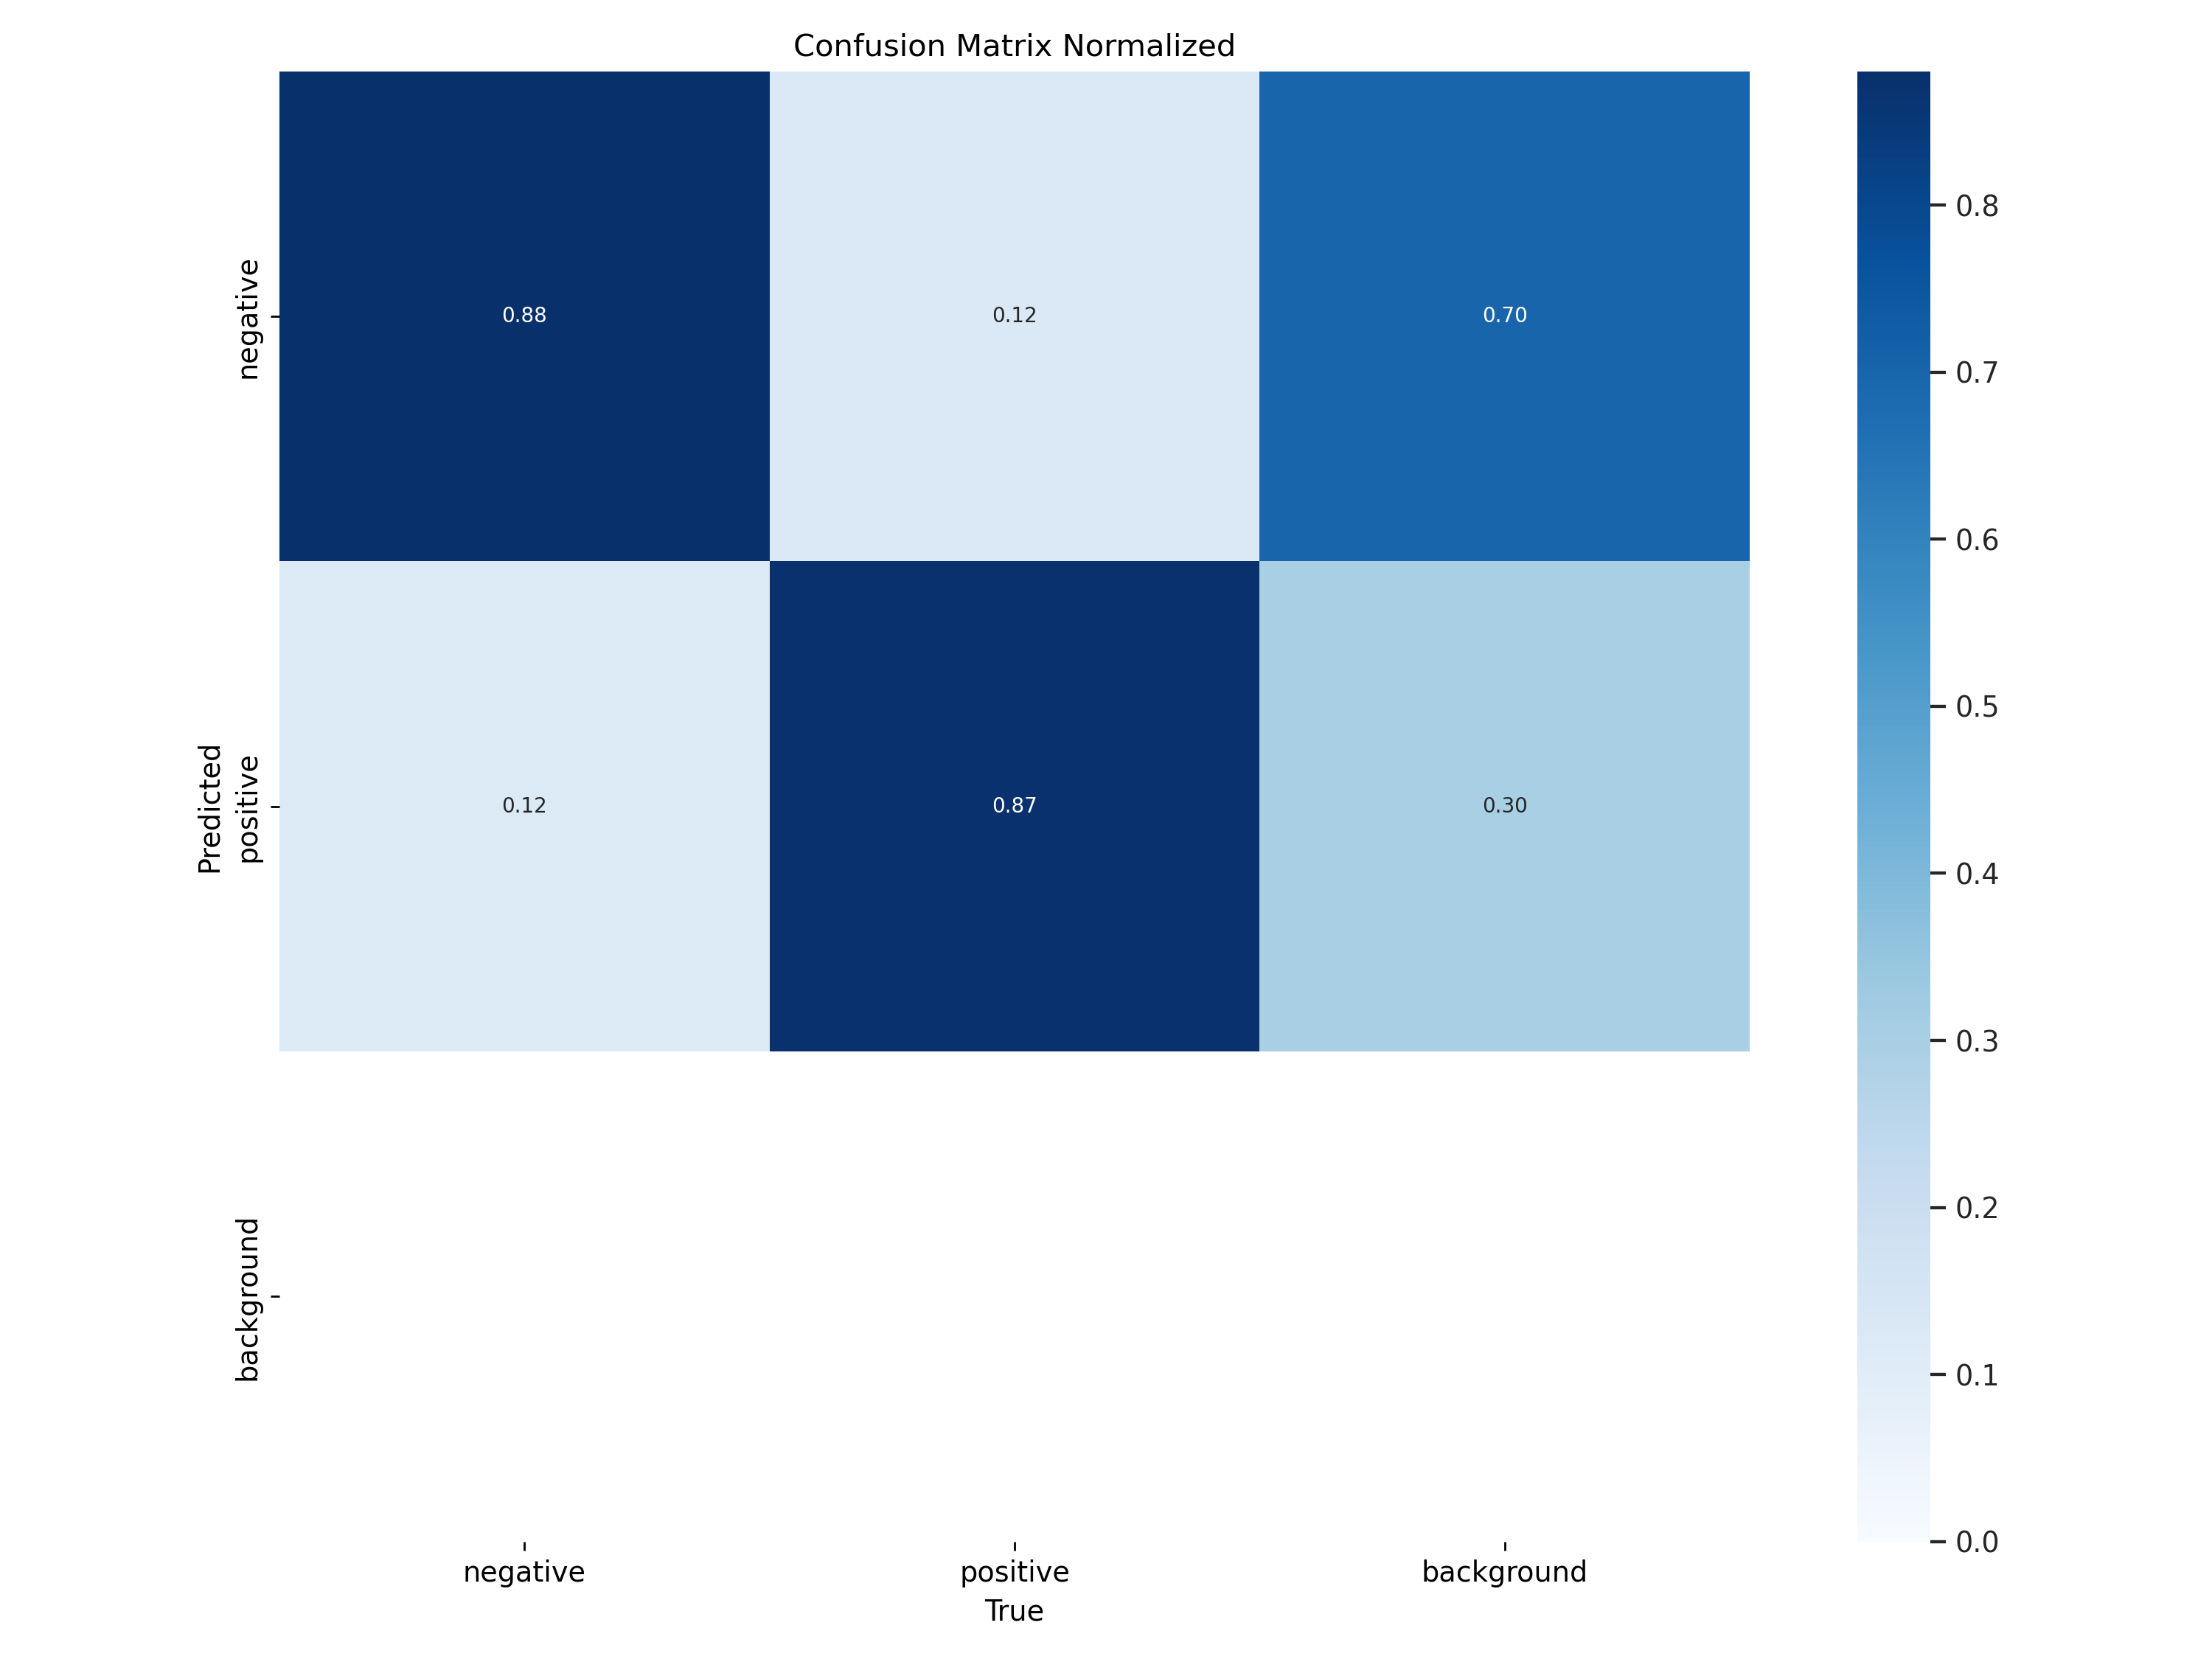 Confusion Matrix Normalized
negative
0.88
0.12
0.70
Predicted
positive
0.12
0.87
0.30
background
negative
positive
background
True
0.8
0.7
0.6
0.5
0.4
0.3
0.2
0.1
0.0